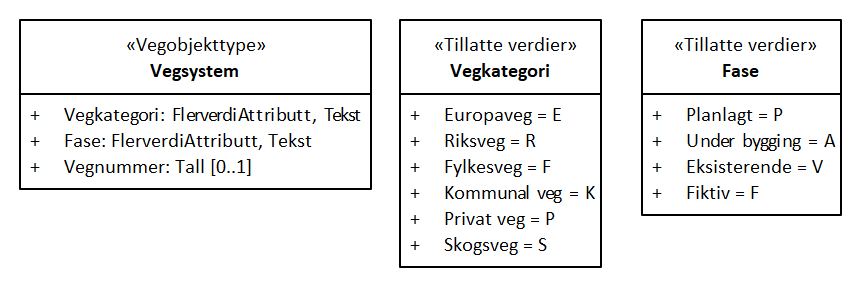 «Vegobjekttype»
Vegsystem
+ Vegkategori: FlerverdiAttributt, Tekst
+ Fase: FlerverdiAttributt, Tekst
+ Vegnummer: Tall [0..1]
«Tillatte verdier»
Vegkategori
+ Europaveg = E
+ Riksveg = R
+ Fylkesveg = F
+ Kommunal veg = K
+ Privat veg = P
+ Skogsveg = S
«Tillatte verdier»
Fase
+ Planlagt = P
+ Under bygging = A
+ Eksisterende = V
+ Fiktiv = F